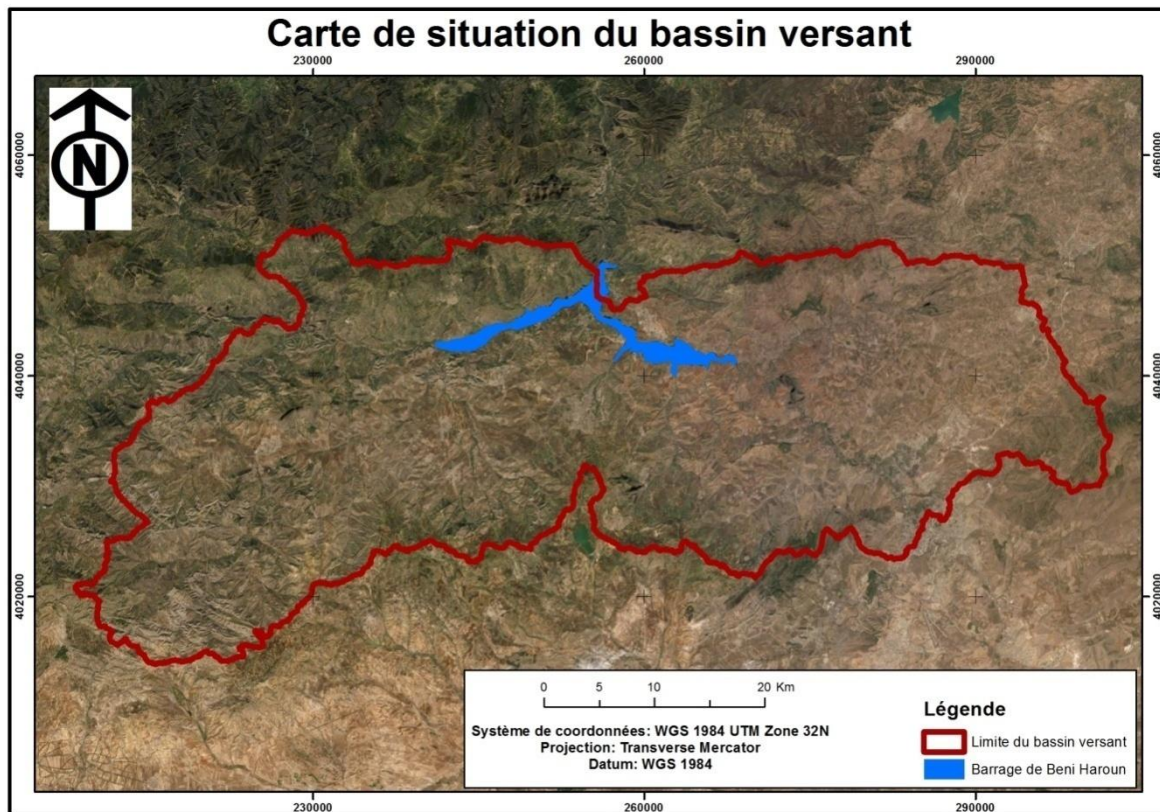 Carte de situation du bassin versant
230000 260000 290000
N
4060000 4060000
4040000 4040000
4020000 4020000
0 5 10 20 Km
Système de coordonnées: WGS 1984 UTM Zone 32N
Projection: Transverse Mercator
Datum: WGS 1984
Légende
Limite du bassin versant
Barrage de Beni Haroun
230000 260000 290000